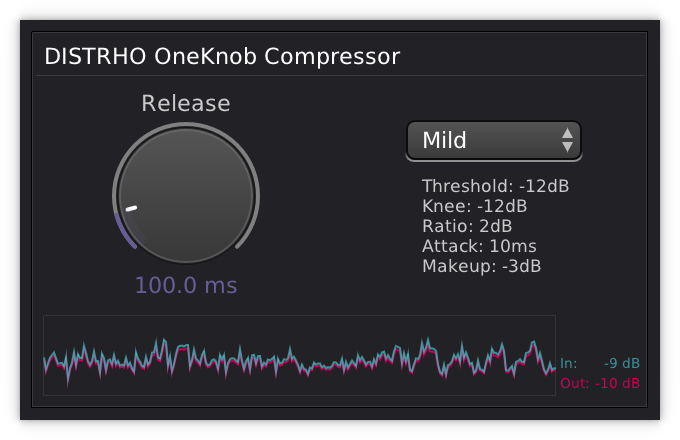 DISTRHO OneKnob Compressor
Release
100.0 ms
Mild
Threshold: -12dB
Knee: -12dB
Ratio: 2dB
Attack: 10ms
Makeup: -3dB
In: -9 dB
Out: -10 dB